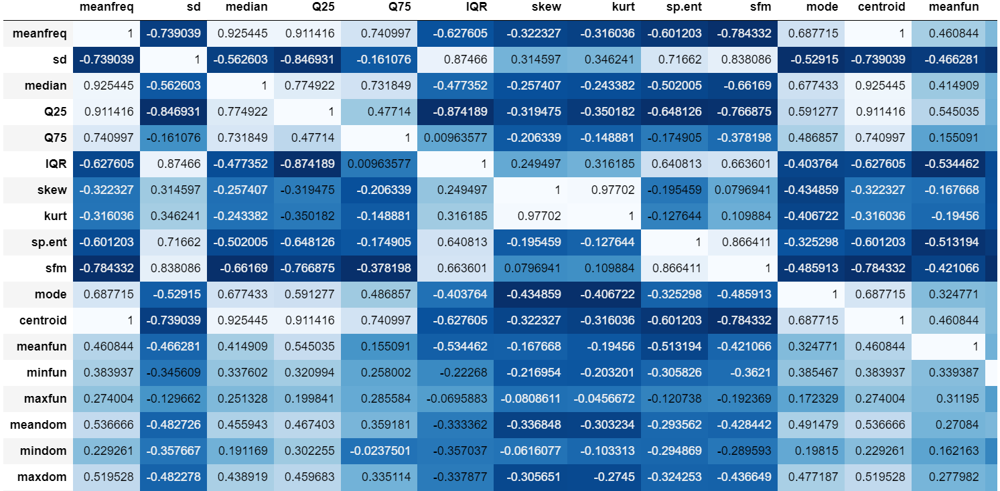 meanfreq sd median Q25 Q75 IQR skew kurt sp.ent sfm mode centroid meanfun
meanfreq 1 -0.739039 0.925445 0.911416 0.740997 -0.627605 -0.322327 -0.316036 -0.601203 -0.784332 0.687715 1 0.460844
sd -0.739039 1 -0.562603 -0.846931 -0.161076 0.87466 0.314597 0.346241 0.71662 0.838086 -0.52915 -0.739039 -0.466281
median 0.925445 -0.562603 1 0.774922 0.731849 -0.477352 -0.257407 -0.243382 -0.502005 -0.66169 0.677433 0.925445 0.414909
Q25 0.911416 -0.846931 0.774922 1 0.47714 -0.874189 -0.319475 -0.350182 -0.648126 -0.766875 0.591277 0.911416 0.545035
Q75 0.740997 -0.161076 0.731849 0.47714 1 0.00963577 -0.206339 -0.148881 -0.174905 -0.378198 0.486857 0.740997 0.155091
IQR -0.627605 0.87466 -0.477352 -0.874189 0.00963577 1 0.249497 0.316185 0.640813 0.663601 -0.403764 -0.627605 -0.534462
skew -0.322327 0.314597 -0.257407 -0.319475 -0.206339 0.249497 1 0.97702 -0.195459 0.0796941 -0.434859 -0.322327 -0.167668
kurt -0.316036 0.346241 -0.243382 -0.350182 -0.148881 0.316185 0.97702 1 -0.127644 0.109884 -0.406722 -0.316036 -0.19456
sp.ent -0.601203 0.71662 -0.502005 -0.648126 -0.174905 0.640813 -0.195459 -0.127644 1 0.866411 -0.325298 -0.601203 -0.513194
sfm -0.784332 0.838086 -0.66169 -0.766875 -0.378198 0.663601 0.0796941 0.109884 0.866411 1 -0.485913 -0.784332 -0.421066
mode 0.687715 -0.52915 0.677433 0.591277 0.486857 -0.403764 -0.434859 -0.406722 -0.325298 -0.485913 1 0.687715 0.324771
centroid 1 -0.739039 0.925445 0.911416 0.740997 -0.627605 -0.322327 -0.316036 -0.601203 -0.784332 0.687715 1 0.460844
meanfun 0.460844 -0.466281 0.414909 0.545035 0.155091 -0.534462 -0.167668 -0.19456 -0.513194 -0.421066 0.324771 0.460844 1
minfun 0.383937 -0.345609 0.337602 0.320994 0.258002 -0.22268 -0.216954 -0.203201 -0.305826 -0.3621 0.385467 0.383937 0.339387
maxfun 0.274004 -0.129662 0.251328 0.199841 0.285584 -0.0695883 -0.0808611 -0.0456672 -0.120738 -0.192369 0.172329 0.274004 0.31195
meandom 0.536666 -0.482726 0.455943 0.467403 0.359181 -0.333362 -0.336848 -0.303234 -0.293562 -0.428442 0.491479 0.536666 0.27084
mindom 0.229261 -0.357667 0.191169 0.302255 -0.0237501 -0.357037 -0.0616077 -0.103313 -0.294869 -0.289593 0.19815 0.229261 0.162163
maxdom 0.519528 -0.482278 0.438919 0.459683 0.335114 -0.337877 -0.305651 -0.2745 -0.324253 -0.436649 0.477187 0.519528 0.277982